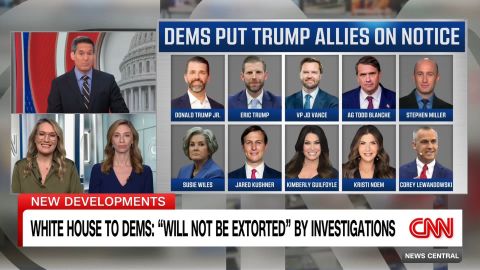 DEMS PUT TRUMP ALLIES ON NOTICE
DONALD TRUMP JR. ERIC TRUMP VP JD VANCE AG TODD BLANCHE STEPHEN MILLER
SUSIE WILES JARED KUSHNER KIMBERLY GUILFOYLE KRISTI NOEM COREY LEWANDOWSKI
NEW DEVELOPMENTS
WHITE HOUSE TO DEMS: “WILL NOT BE EXTORTED” BY INVESTIGATIONS
CNN
NEWS CENTRAL